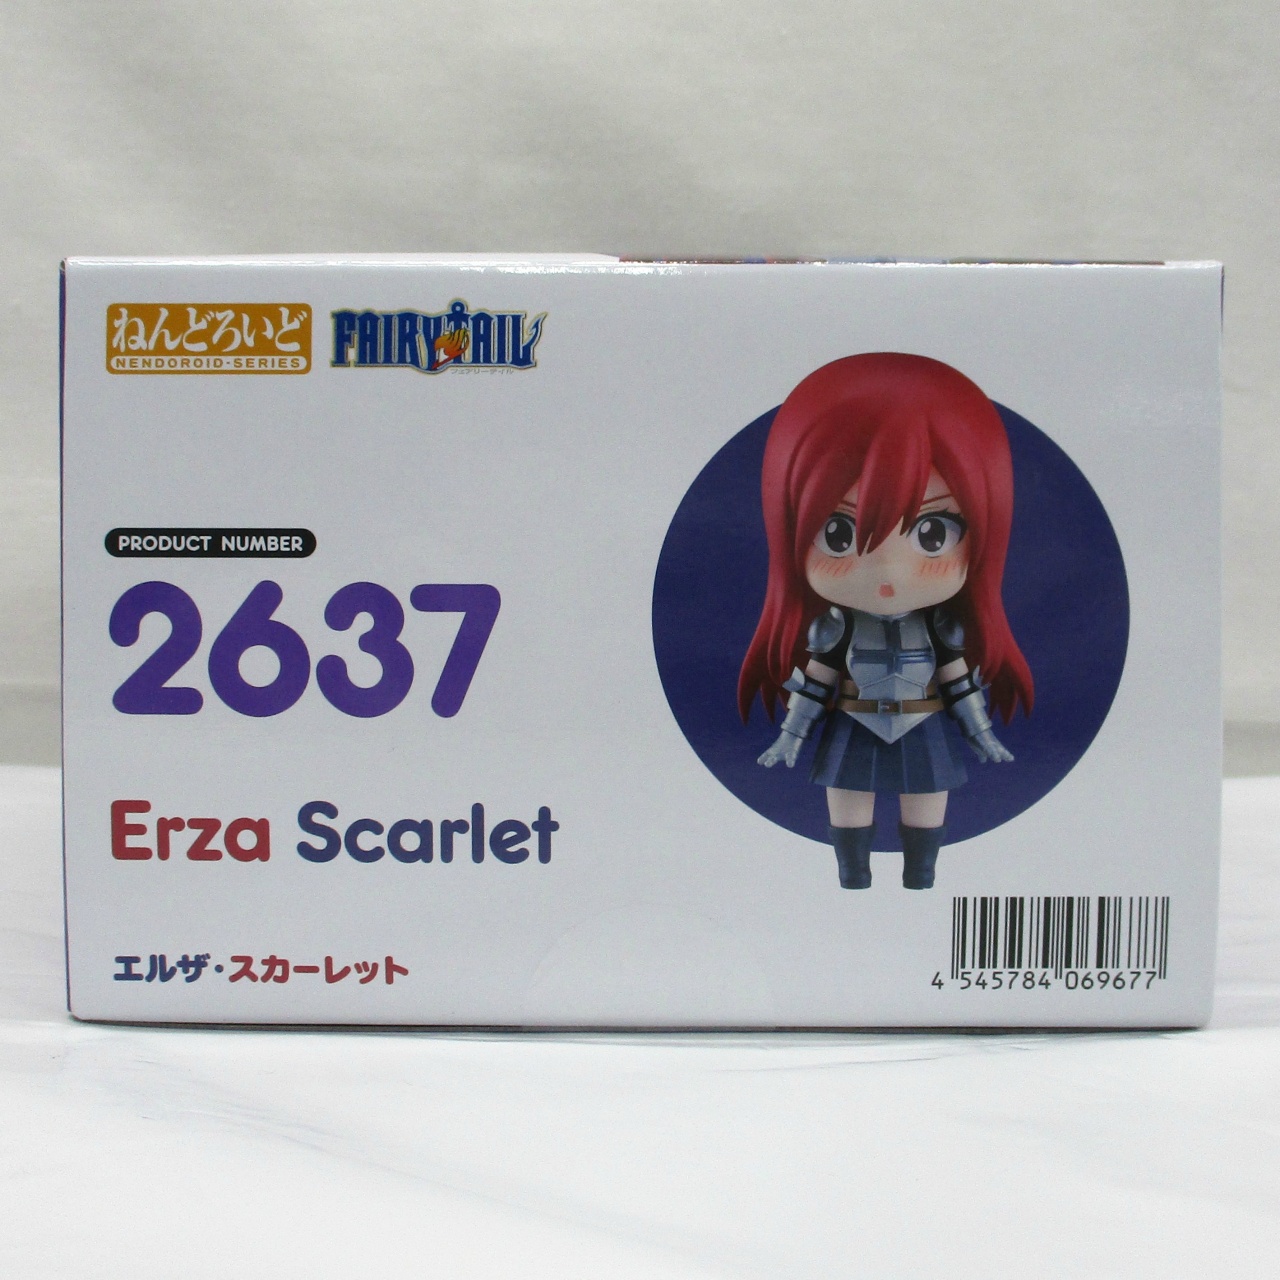 ねんどろいど
NENDOROID·SERIES
FAIRY TAIL
フェアリーテイル
PRODUCT NUMBER
2637
Erza Scarlet
エルザ・スカーレット
4 545784 069677